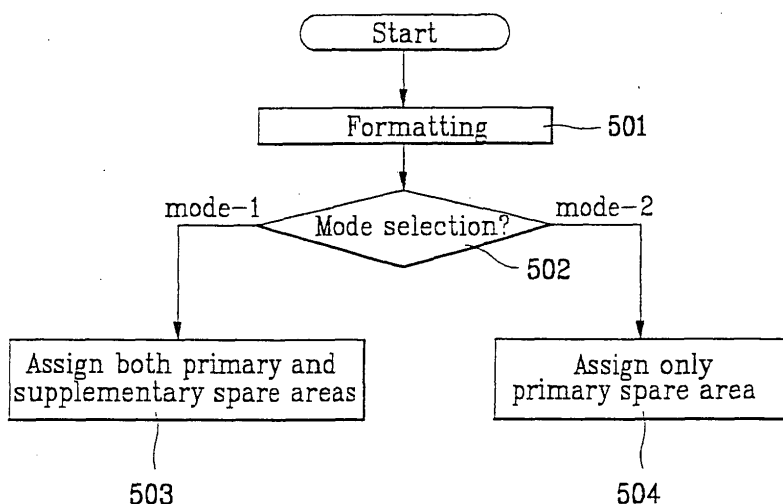 Start
Formatting
501
mode-1
Mode selection?
mode-2
502
Assign both primary and
supplementary spare areas
Assign only
primary spare area
503
504